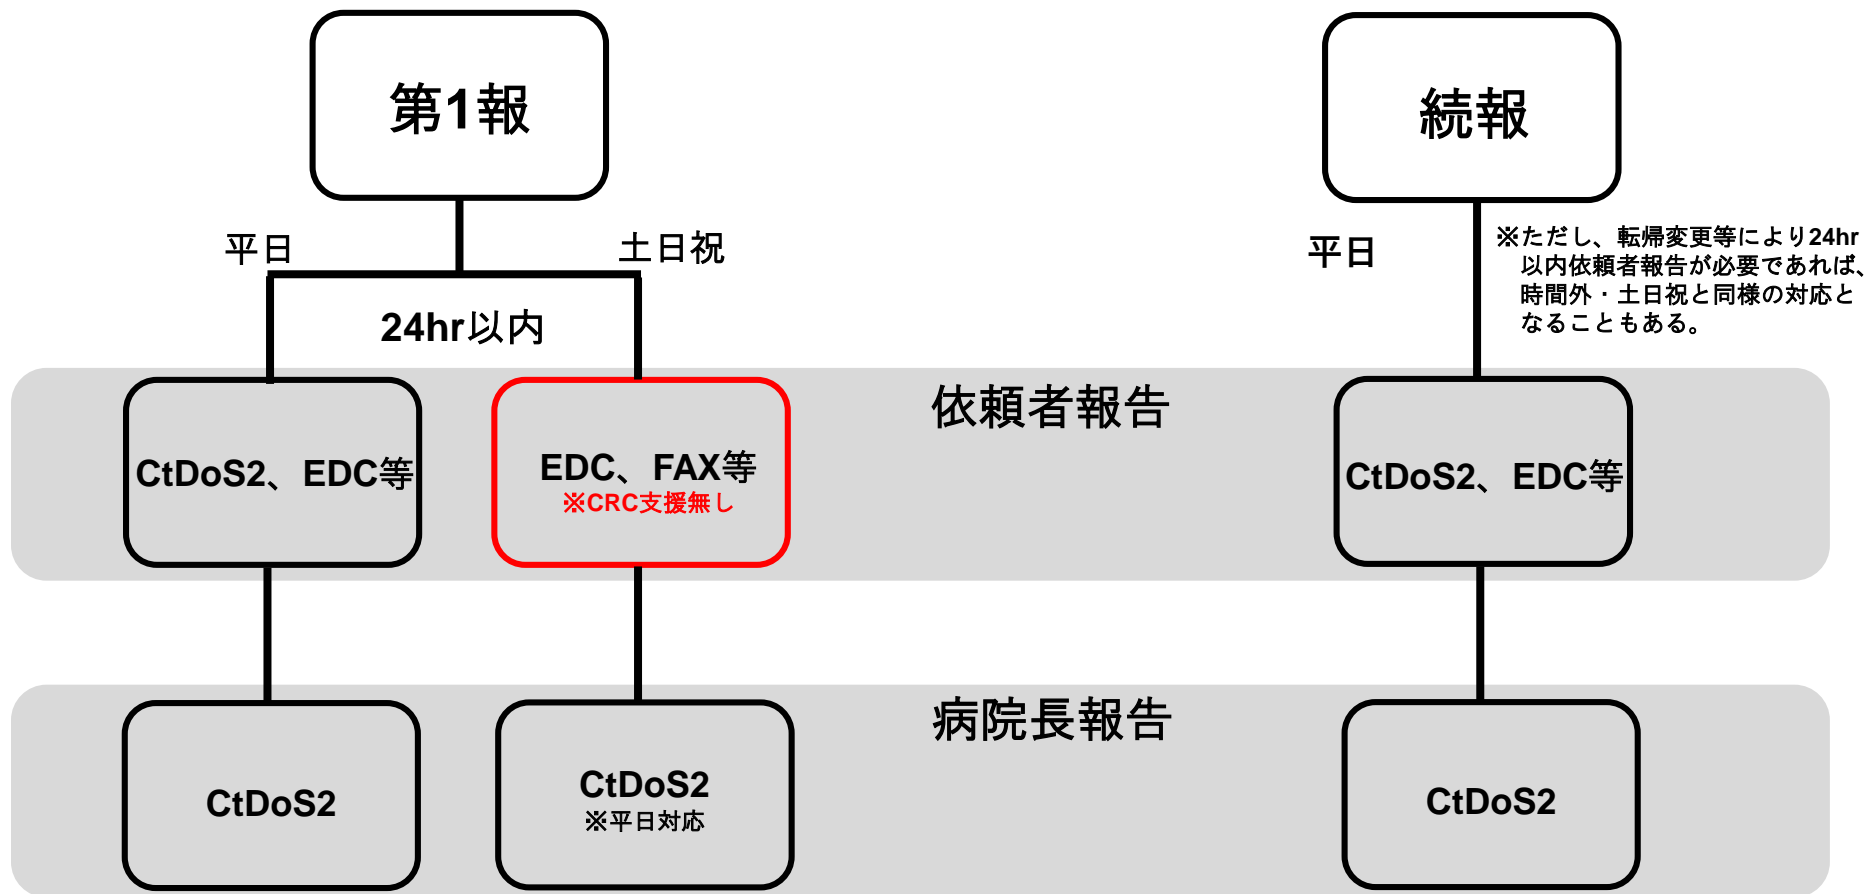 第1報
続報
平日
土日祝
24hr以内
平日
※ただし、転帰変更等により24hr
以内依頼者報告が必要であれば、
時間外・土日祝と同様の対応と
なることもある。
依頼者報告
CtDoS2、EDC等
EDC、FAX等
※CRC支援無し
CtDoS2、EDC等
病院長報告
CtDoS2
CtDoS2
※平日対応
CtDoS2